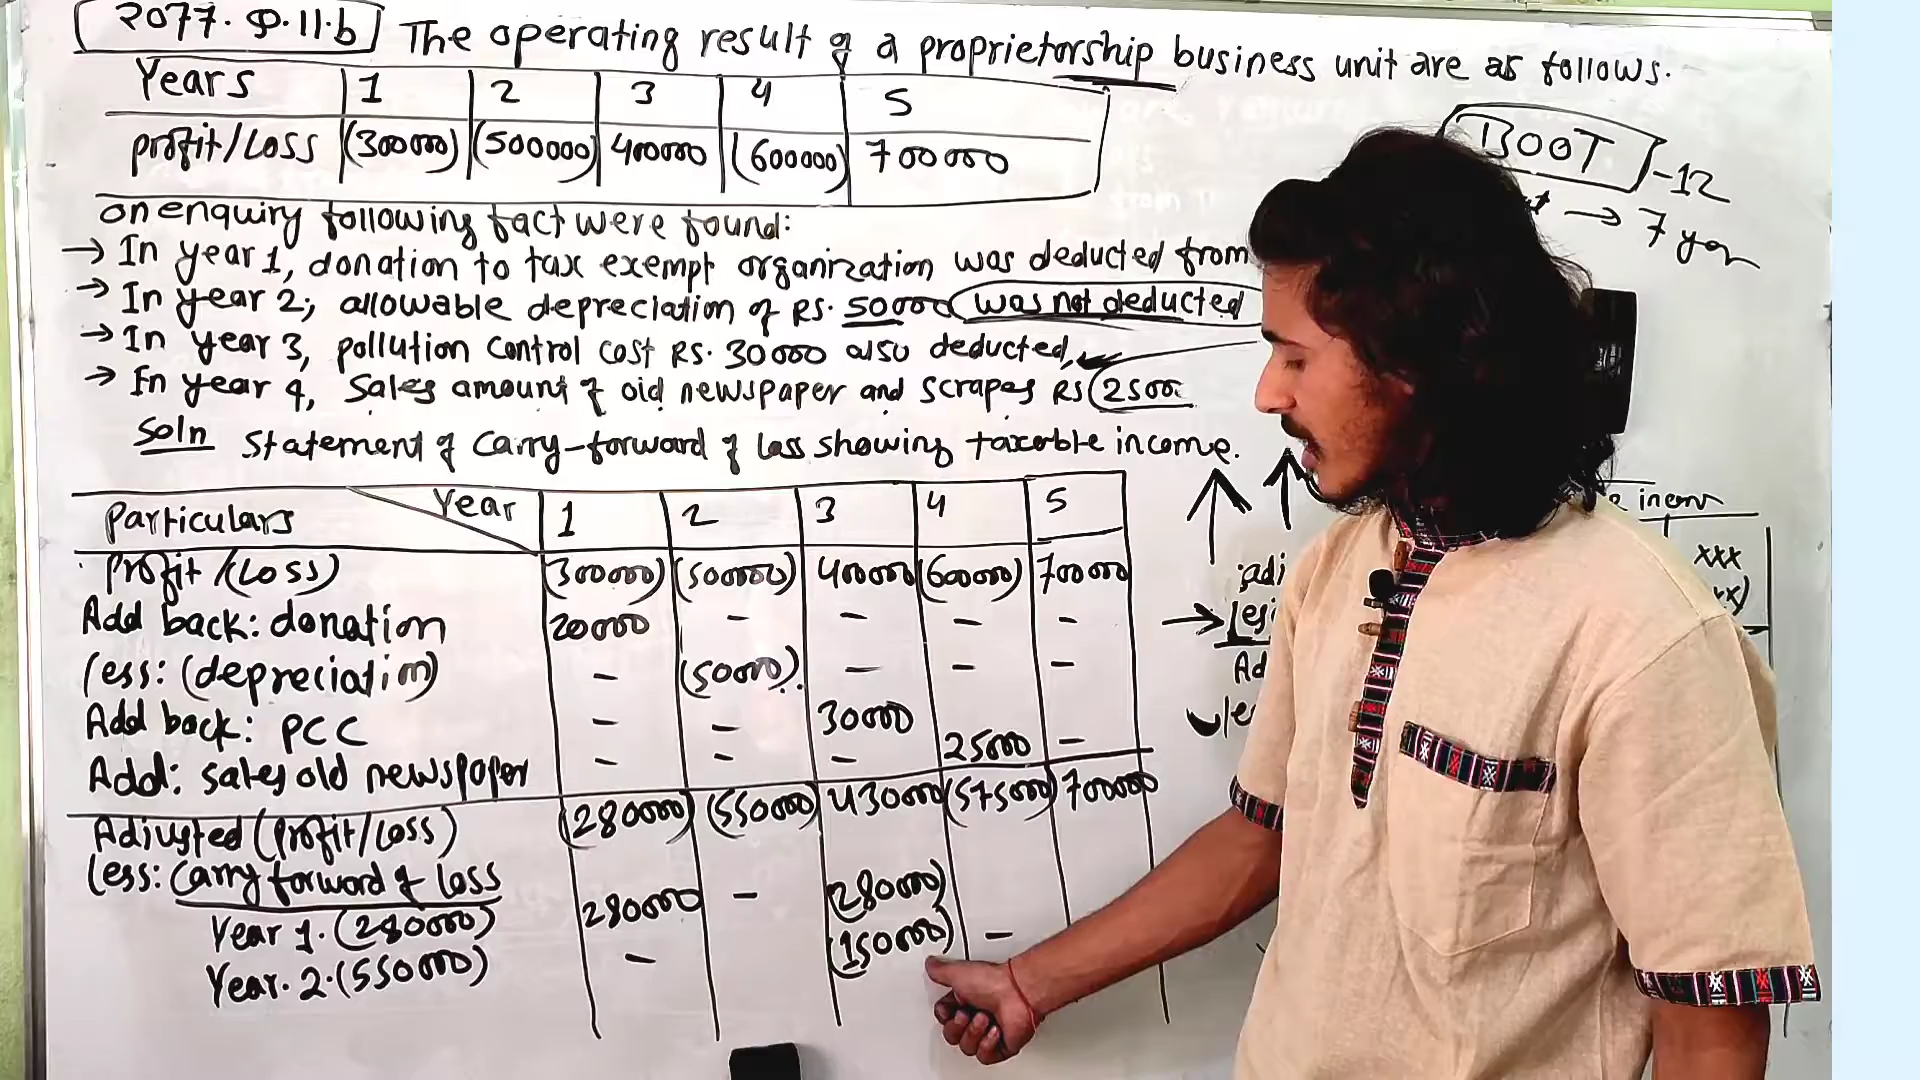 २०७७. Q. 11.b The operating result of a proprietorship business unit are as follows.
Years 1 2 3 4 5
profit/Loss (300000) (500000) 400000 (600000) 700000
BOOT - 12
→ 7 year
on enquiry following fact were found:
→ In year 1, donation to tax exempt organization was deducted from
→ In year 2, allowable depreciation of RS. 50000 was not deducted
→ In year 3, pollution control cost RS. 30000 also deducted,
→ In year 4, Sales amount of old newspaper and scrapes RS 25000
Soln Statement of Carry-forward of loss showing taxable income.
Particulars Year 1 2 3 4 5
Profit/(Loss) (300000) (500000) 400000 (600000) 700000
Add back: donation 20000 - - - -
less: (depreciation) - (50000) - - -
Add back: PCC - - 30000
Add: sales old newspaper - - - 25000 -
Adjusted (profit/Loss) (280000) (550000) 430000 (575000) 700000
Less: Carry forward of loss
Year 1. (280000) 280000 - (280000)
Year. 2. (550000) - (150000) -
xxx